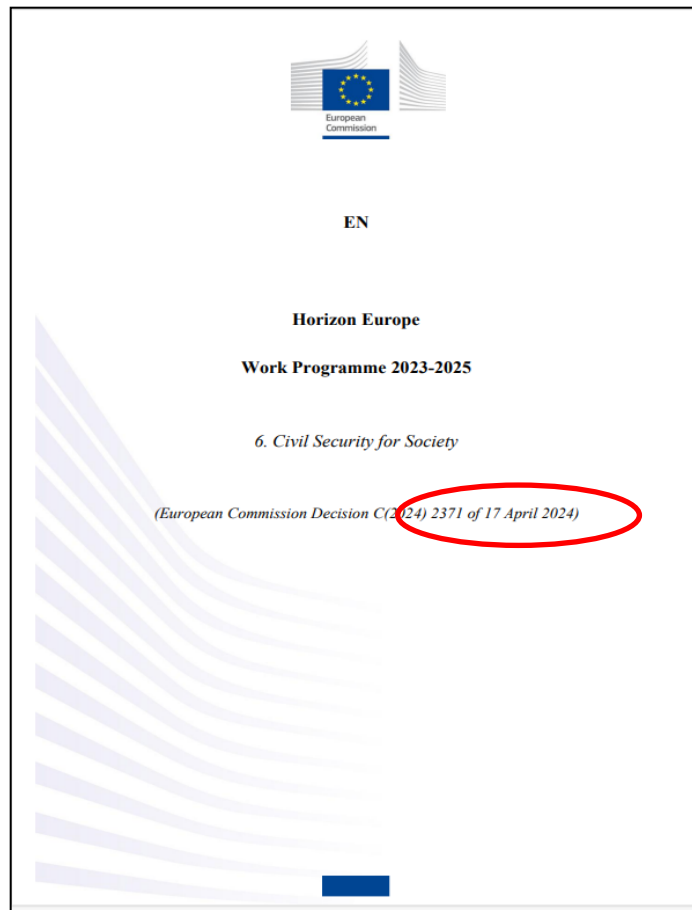 European
Commission
EN
Horizon Europe
Work Programme 2023-2025
6. Civil Security for Society
(European Commission Decision C(2024) 2371 of 17 April 2024)